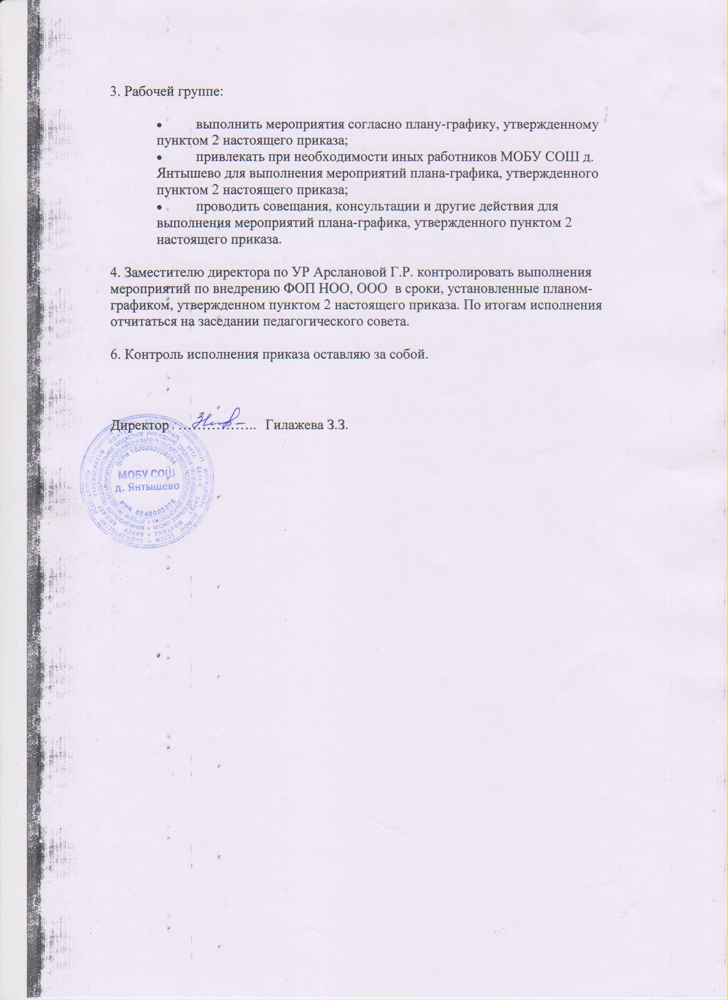 3. Рабочей группе:
• выполнить мероприятия согласно плану-графику, утвержденному
пунктом 2 настоящего приказа;
• привлекать при необходимости иных работников МОБУ СОШ д.
Янтышево для выполнения мероприятий плана-графика, утвержденного
пунктом 2 настоящего приказа;
• проводить совещания, консультации и другие действия для
выполнения мероприятий плана-графика, утвержденного пунктом 2
настоящего приказа.
4. Заместителю директора по УР Арслановой Г.Р. контролировать выполнения
мероприятий по внедрению ФОП НОО, ООО в сроки, установленные планом-
графиком, утвержденном пунктом 2 настоящего приказа. По итогам исполнения
отчитаться на заседании педагогического совета.
6. Контроль исполнения приказа оставляю за собой.
Директор …………….. Гилажева З.З.
ОГРН 1020202038394
МОБУ СОШ
д. Янтышево
ИНН 0248003328